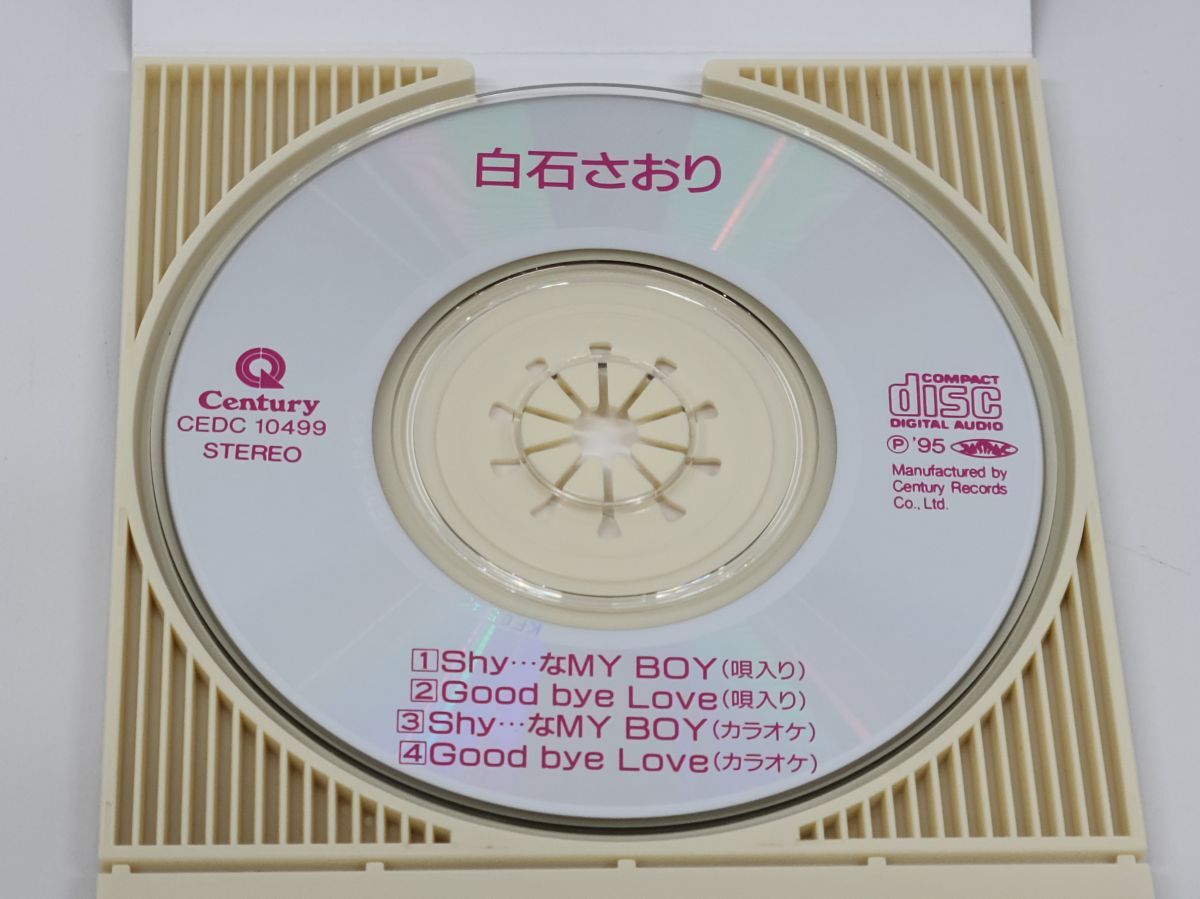 白石さおり
Century
CEDC 10499
STEREO
COMPACT
disc
DIGITAL AUDIO
Ⓟ '95
Manufactured by
Century Records
Co., Ltd.
1 Shy…なMY BOY(唄入り)
2 Good bye Love(唄入り)
3 Shy…なMY BOY(カラオケ)
4 Good bye Love(カラオケ)